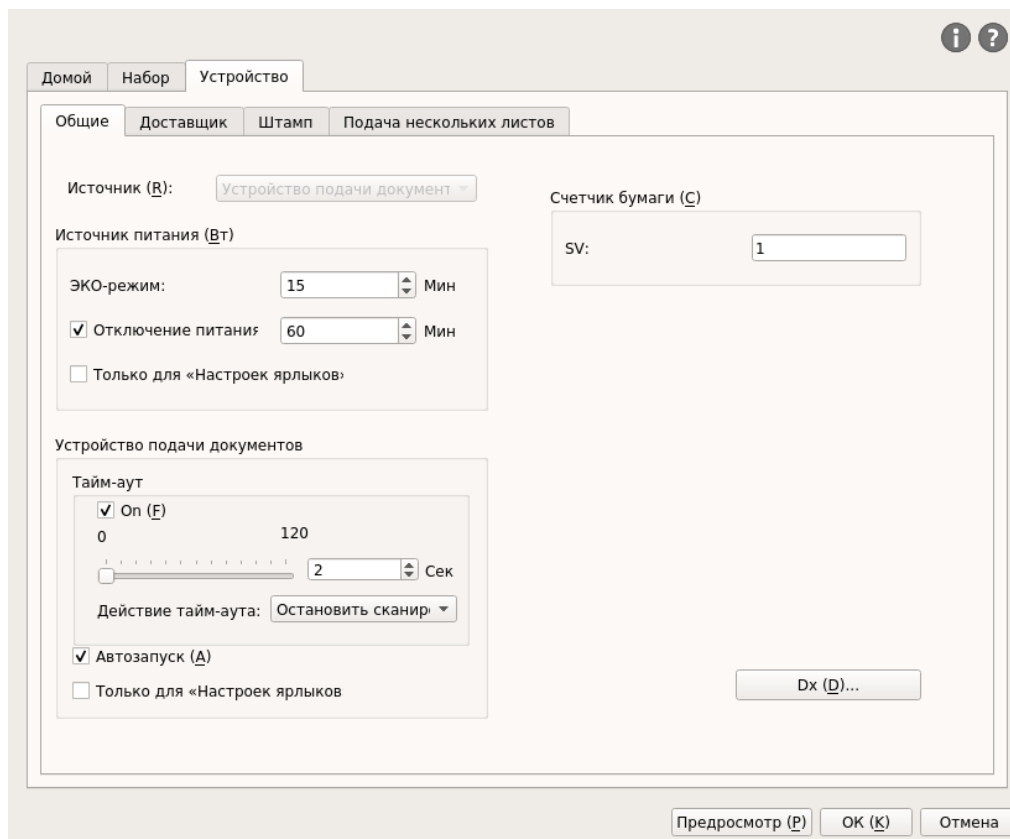 Домой Набор Устройство
Общие Доставщик Штамп Подача нескольких листов
Источник (R): Устройство подачи документ
Источник питания (Вт)
ЭКО-режим: 15 Мин
Отключение питания 60 Мин
Только для «Настроек ярлыков»
Устройство подачи документов
Тайм-аут
On (F)
0 120
2 Сек
Действие тайм-аута: Остановить сканир
Автозапуск (A)
Только для «Настроек ярлыков
Счетчик бумаги (C)
SV: 1
Dx (D)...
Предросмотр (P) ОК (K) Отмена